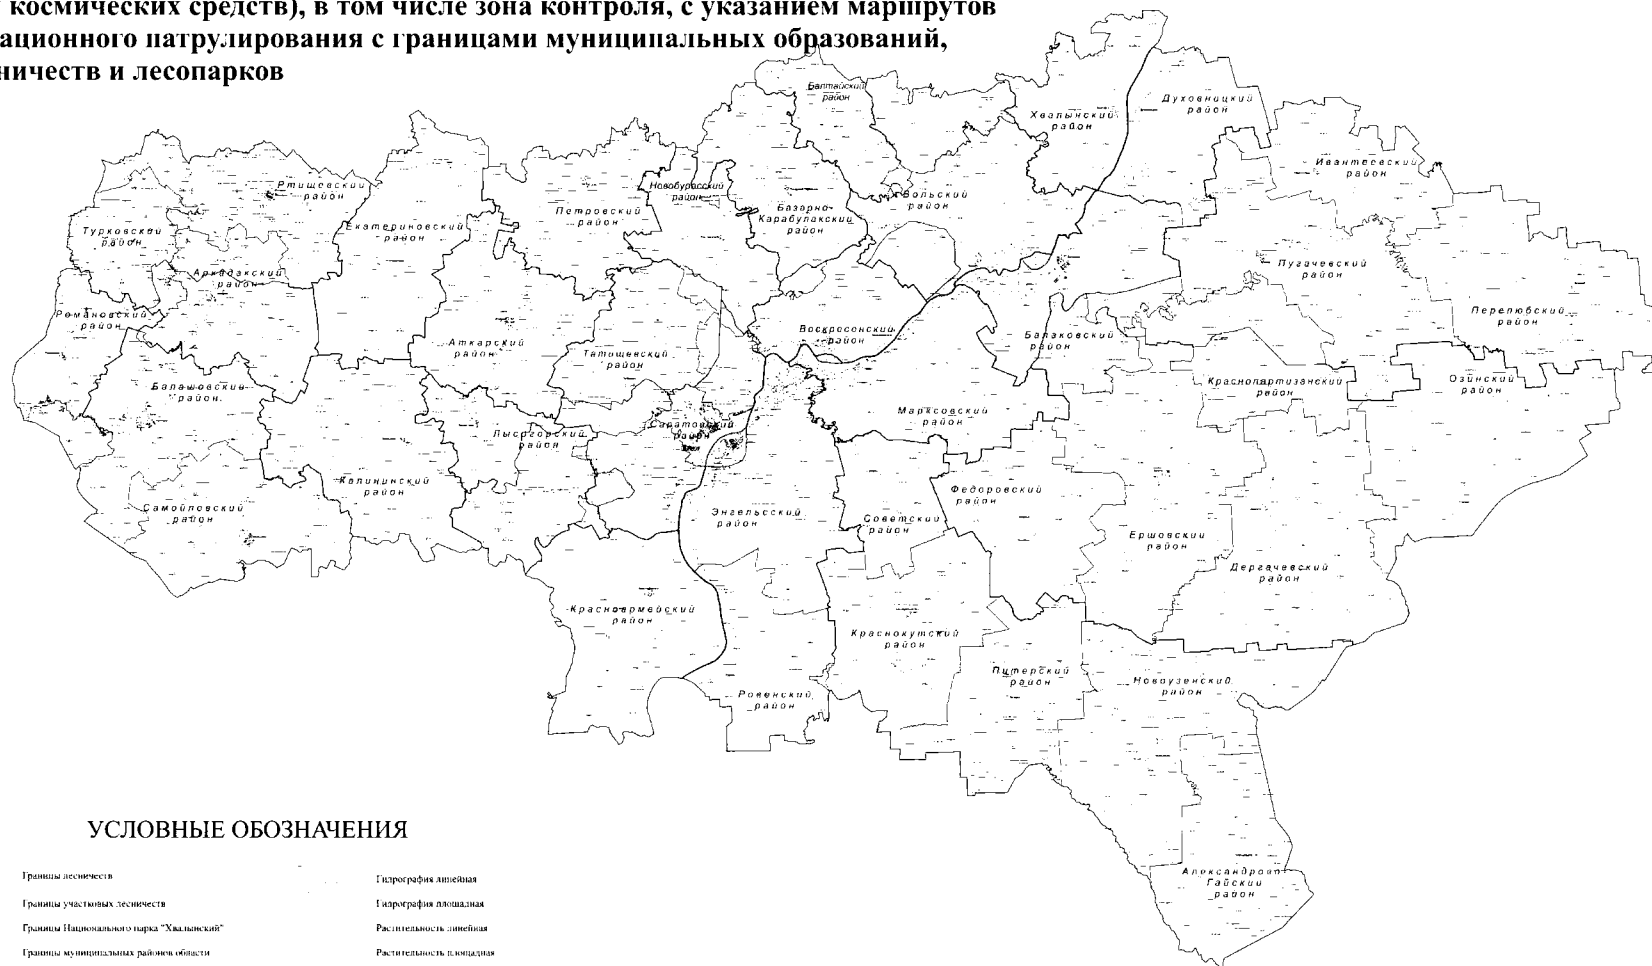 космических средств), в том числе зона контроля, с указанием маршрутов
ационного патрулирования с границами муниципальных образований,
ничеств и лесопарков
Балтайский
район
Хвалынский
район
Духовницкий
район
Ивантеевский
район
Ртищевский
район
Новобурасский
район
Петровский
район
Базарно-
Карабулакский
район
Вольский
район
Турковский
район
Екатериновский
район
Аркадакский
район
Пугачевский
район
Романовский
район
Перелюбский
район
Воскресенский
район
Балаковский
район
Аткарский
район
Татищевский
район
Балашовский
район
Краснопартизанский
район
Озинский
район
Марксовский
район
Саратовский
район
Лысогорский
район
Калининский
район
Федоровский
район
Самойловский
район
Энгельсский
район
Советский
район
Ершовский
район
Дергачевский
район
Красноармейский
район
Краснокутский
район
Питерский
район
Новоузенский
район
Ровенский
район
Александрово
Гайский
район
УСЛОВНЫЕ ОБОЗНАЧЕНИЯ
Границы лесничеств
Границы участковых лесничеств
Границы Национального парка "Хвалынский"
Границы муниципальных районов области
Гидрография линейная
Гидрография площадная
Растительность линейная
Растительность площадная